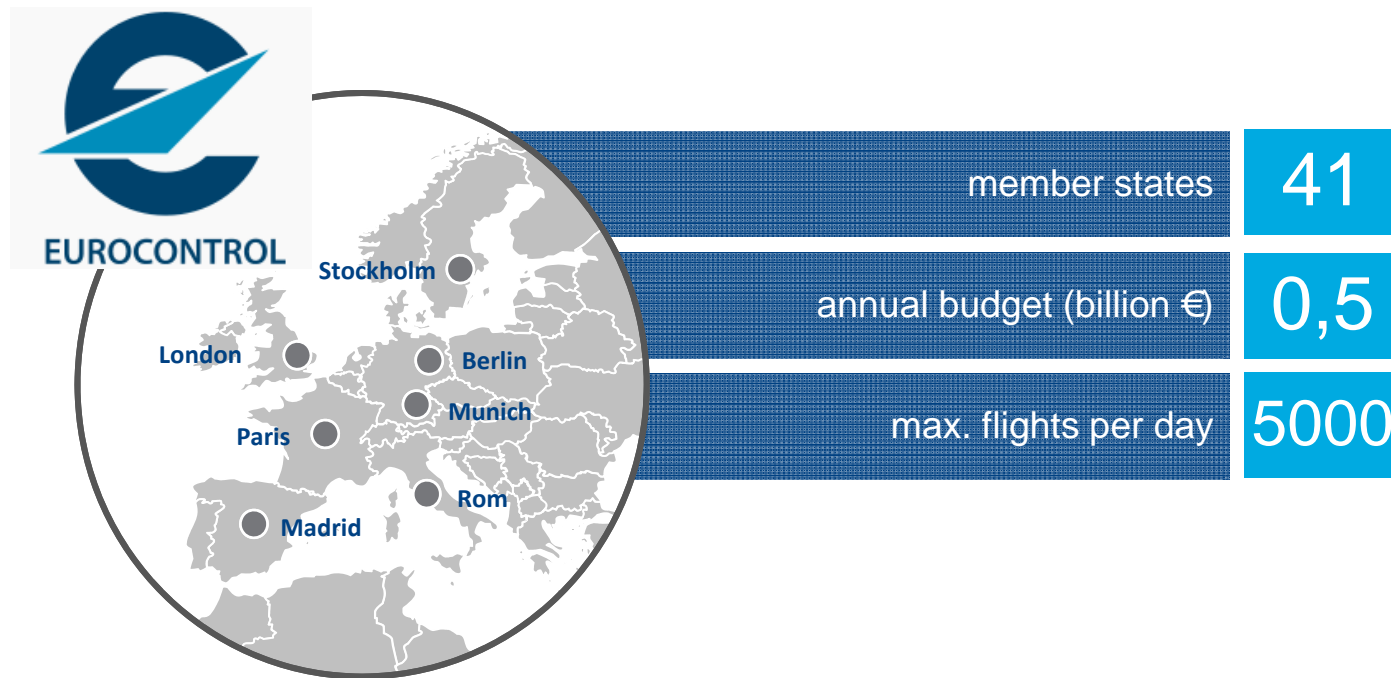 EUROCONTROL
member states 41
annual budget (billion €) 0,5
max. flights per day 5000
Stockholm
London
Berlin
Munich
Paris
Rom
Madrid